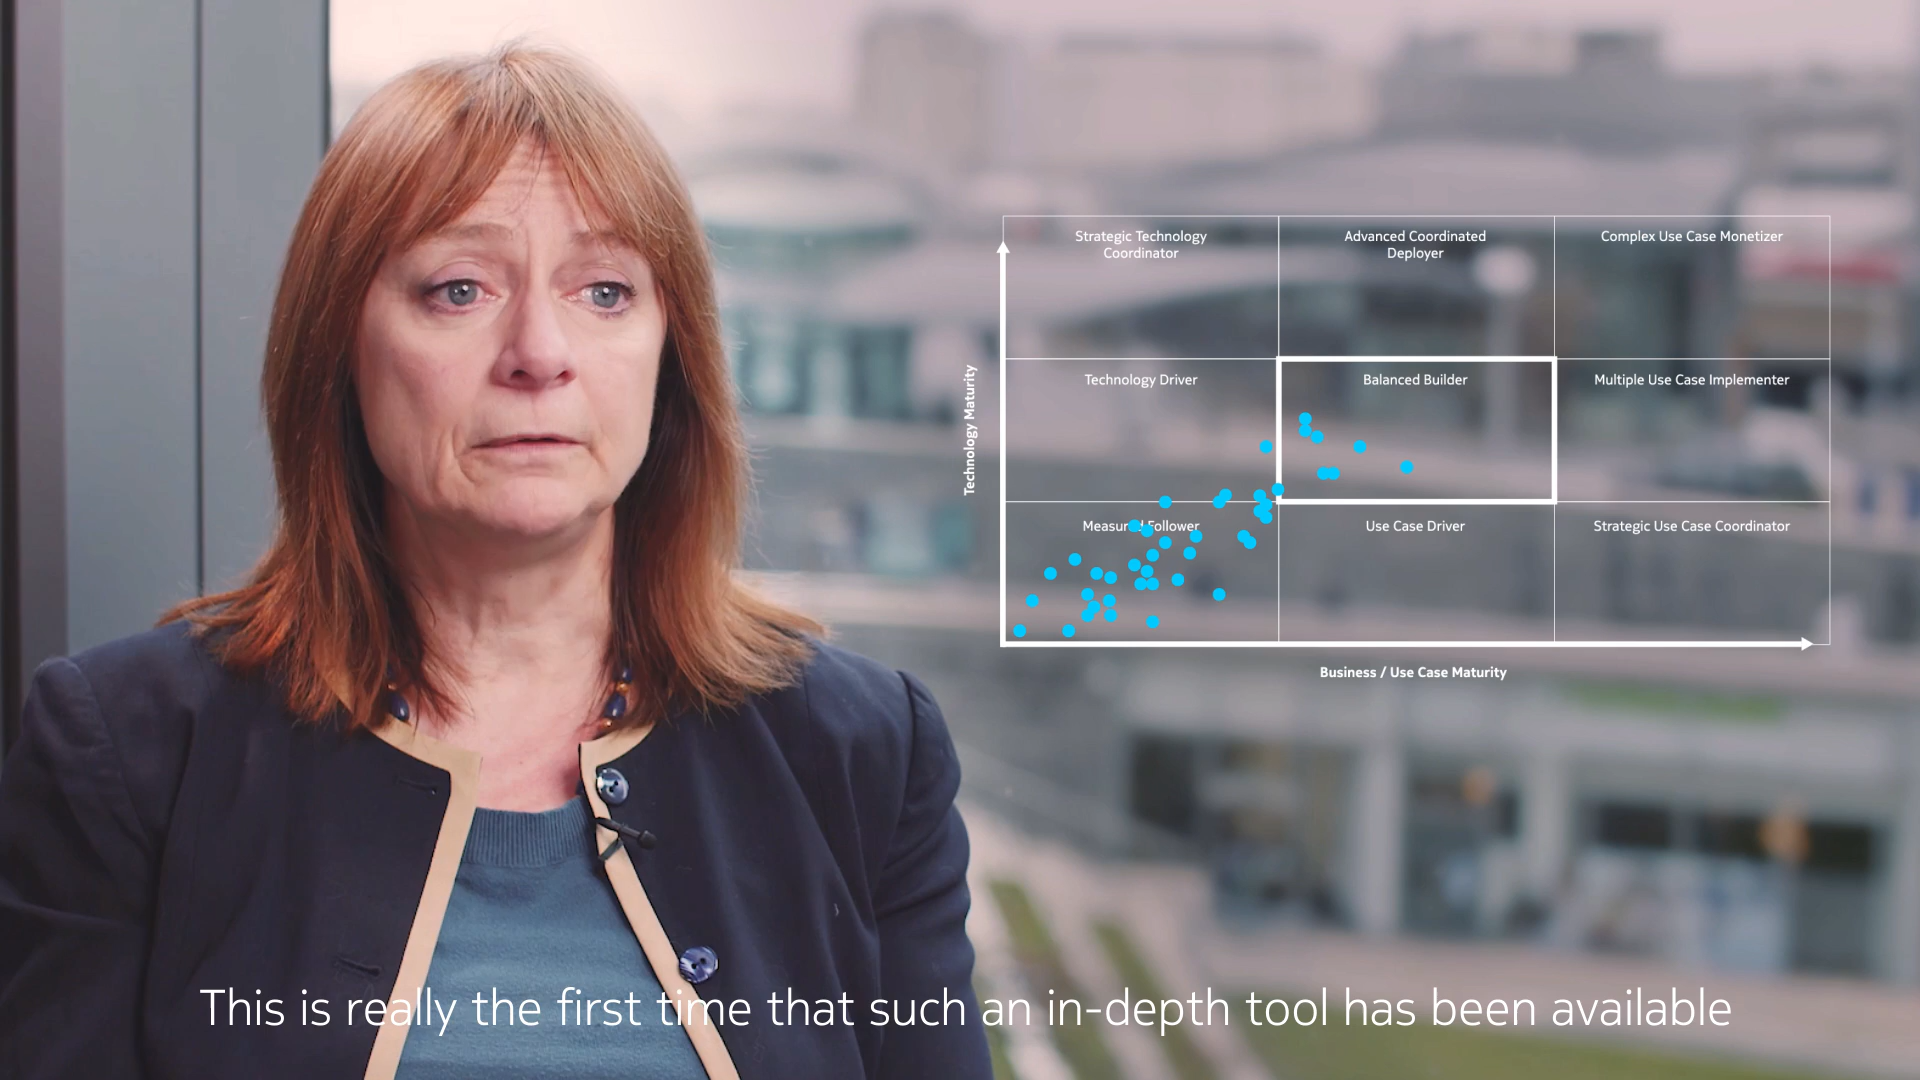 Strategic Technology
Coordinator
Advanced Coordinated
Deployer
Complex Use Case Monetizer
Technology Driver
Balanced Builder
Multiple Use Case Implementer
Technology Maturity
Measured Follower
Use Case Driver
Strategic Use Case Coordinator
Business / Use Case Maturity
This is really the first time that such an in-depth tool has been available